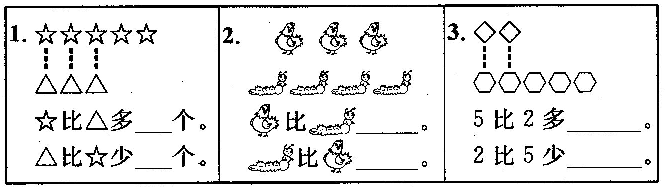 1. ☆☆☆☆☆
△△△
☆比△多___个。
△比☆少___个。
2.
比______。
比______。
3. ◇◇
⬡⬡⬡⬡⬡
5比2多______。
2比5少______。